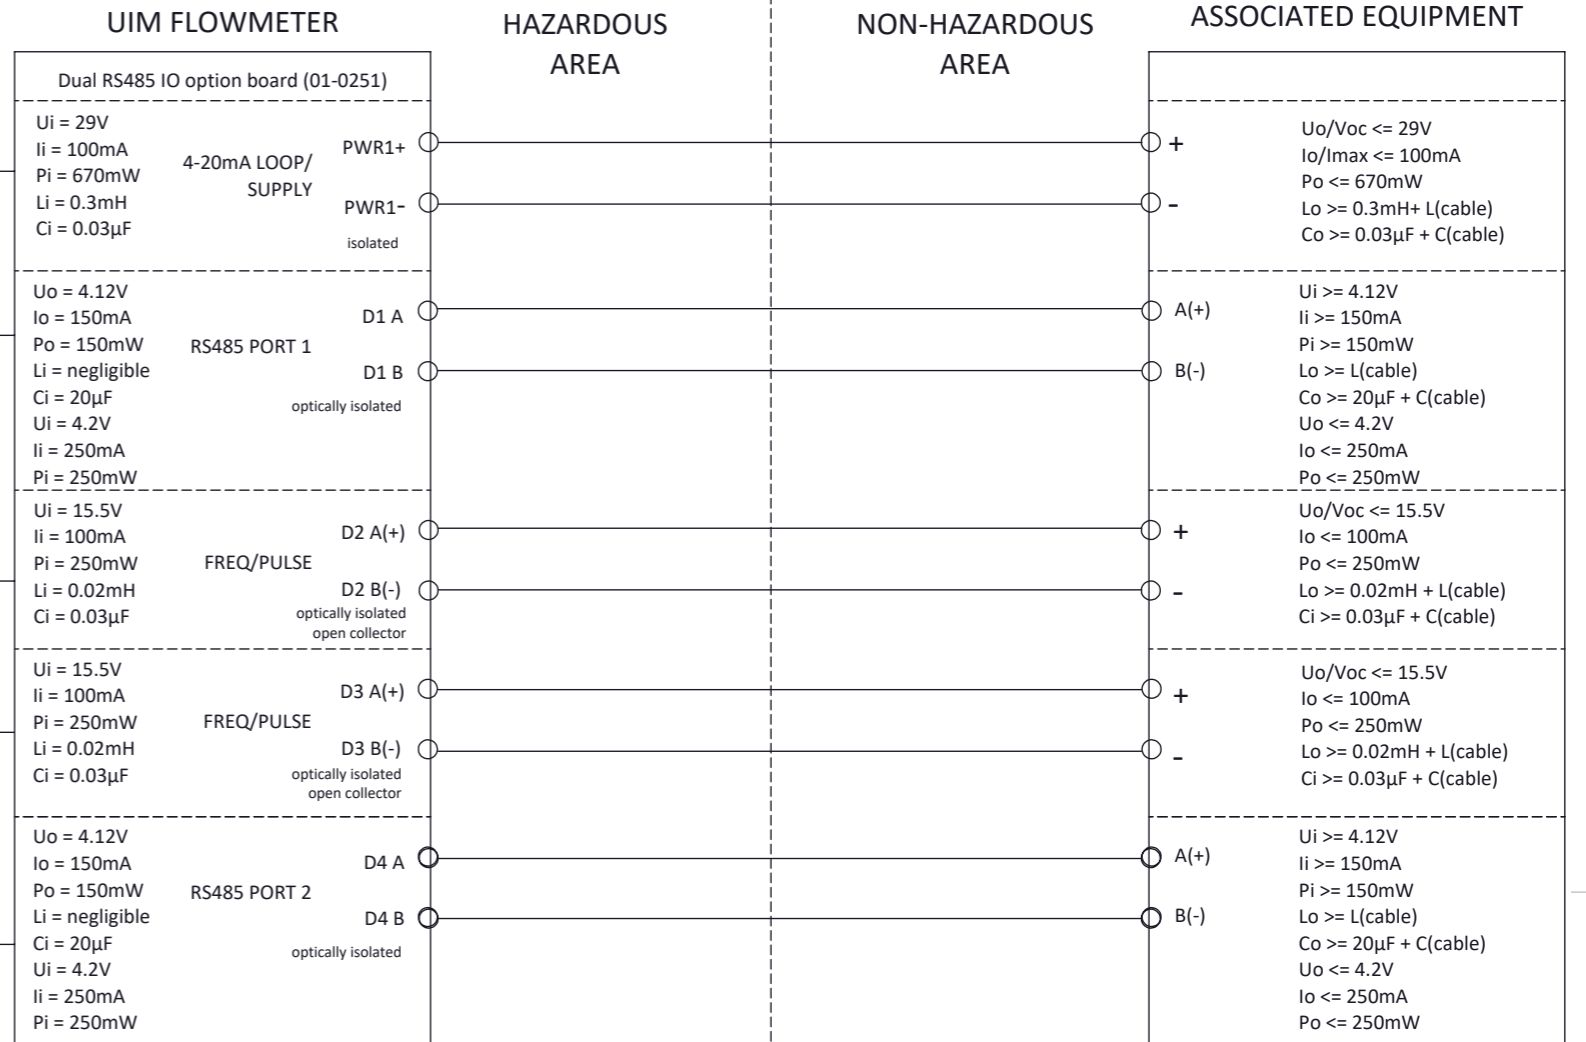 UIM FLOWMETER
HAZARDOUS
AREA
NON-HAZARDOUS
AREA
ASSOCIATED EQUIPMENT
Dual RS485 IO option board (01-0251)
Ui = 29V
Ii = 100mA
Pi = 670mW
Li = 0.3mH
Ci = 0.03µF
4-20mA LOOP/
SUPPLY
PWR1+
PWR1-
isolated
+
-
Uo/Voc <= 29V
Io/Imax <= 100mA
Po <= 670mW
Lo >= 0.3mH+ L(cable)
Co >= 0.03µF + C(cable)
Uo = 4.12V
Io = 150mA
Po = 150mW
Li = negligible
Ci = 20µF
Ui = 4.2V
Ii = 250mA
Pi = 250mW
RS485 PORT 1
D1 A
D1 B
optically isolated
A(+)
B(-)
Ui >= 4.12V
Ii >= 150mA
Pi >= 150mW
Lo >= L(cable)
Co >= 20µF + C(cable)
Uo <= 4.2V
Io <= 250mA
Po <= 250mW
Ui = 15.5V
Ii = 100mA
Pi = 250mW
Li = 0.02mH
Ci = 0.03µF
FREQ/PULSE
D2 A(+)
D2 B(-)
optically isolated
open collector
+
-
Uo/Voc <= 15.5V
Io <= 100mA
Po <= 250mW
Lo >= 0.02mH + L(cable)
Ci >= 0.03µF + C(cable)
Ui = 15.5V
Ii = 100mA
Pi = 250mW
Li = 0.02mH
Ci = 0.03µF
FREQ/PULSE
D3 A(+)
D3 B(-)
optically isolated
open collector
+
-
Uo/Voc <= 15.5V
Io <= 100mA
Po <= 250mW
Lo >= 0.02mH + L(cable)
Ci >= 0.03µF + C(cable)
Uo = 4.12V
Io = 150mA
Po = 150mW
Li = negligible
Ci = 20µF
Ui = 4.2V
Ii = 250mA
Pi = 250mW
RS485 PORT 2
D4 A
D4 B
optically isolated
A(+)
B(-)
Ui >= 4.12V
Ii >= 150mA
Pi >= 150mW
Lo >= L(cable)
Co >= 20µF + C(cable)
Uo <= 4.2V
Io <= 250mA
Po <= 250mW